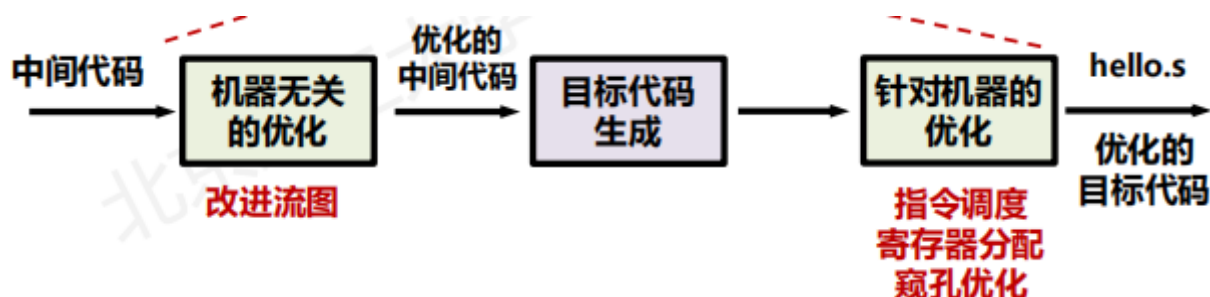 中间代码
机器无关
的优化
改进流图
优化的
中间代码
目标代码
生成
针对机器的
优化
指令调度
寄存器分配
窥孔优化
hello.s
优化的
目标代码
北京